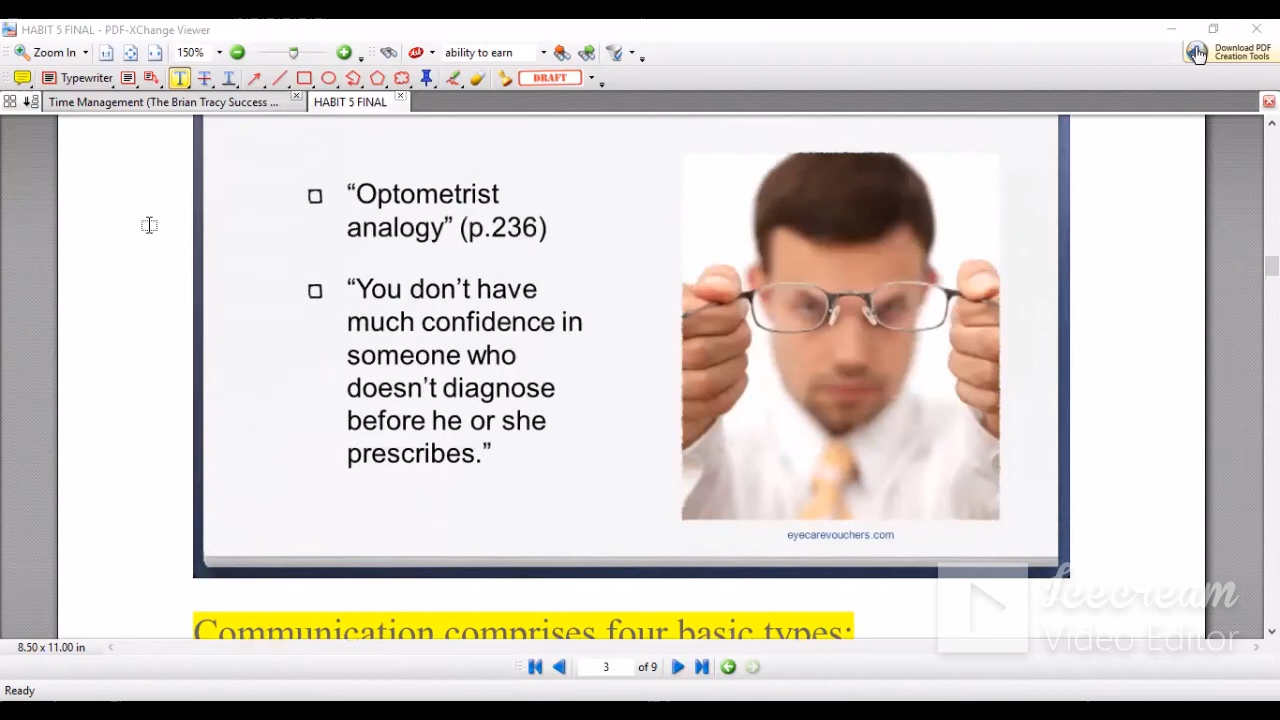 HABIT 5 FINAL - PDF-XChange Viewer
Zoom In
150%
ability to earn
Download PDF
Creation Tools
Typewriter
DRAFT
Time Management (The Brian Tracy Success ...
HABIT 5 FINAL
“Optometrist
analogy” (p.236)
“You don’t have
much confidence in
someone who
doesn’t diagnose
before he or she
prescribes.”
eyecarevouchers.com
Communication comprises four basic types:
Icecream
Video Editor
8.50 x 11.00 in
3
of 9
Ready